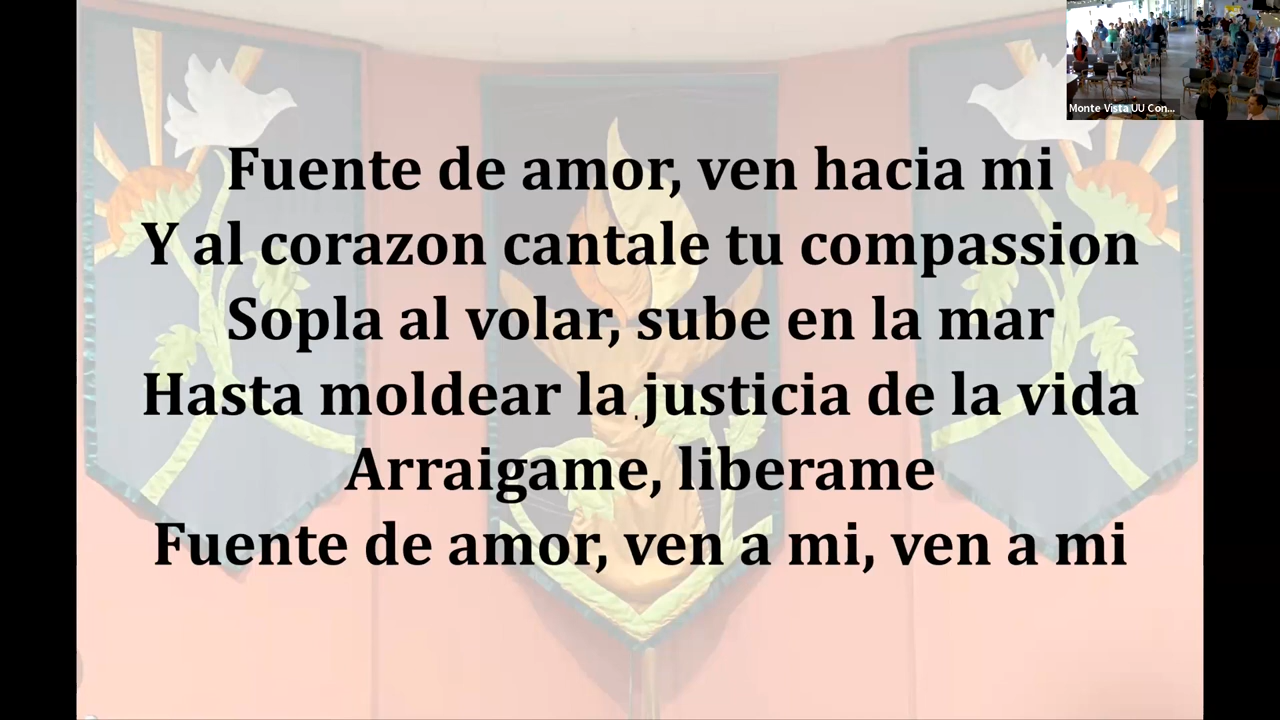 Monte Vista UU Con...
Fuente de amor, ven hacia mi
Y al corazon cantale tu compassion
Sopla al volar, sube en la mar
Hasta moldear la justicia de la vida
Arraigame, liberame
Fuente de amor, ven a mi, ven a mi